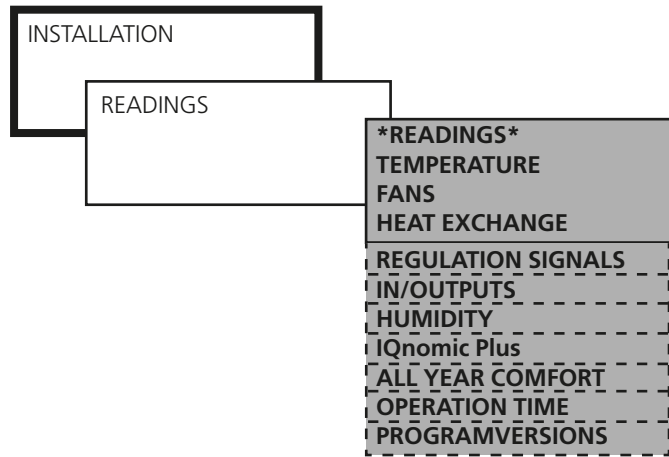 INSTALLATION
READINGS
*READINGS*
TEMPERATURE
FANS
HEAT EXCHANGE
REGULATION SIGNALS
IN/OUTPUTS
HUMIDITY
IQnomic Plus
ALL YEAR COMFORT
OPERATION TIME
PROGRAMVERSIONS